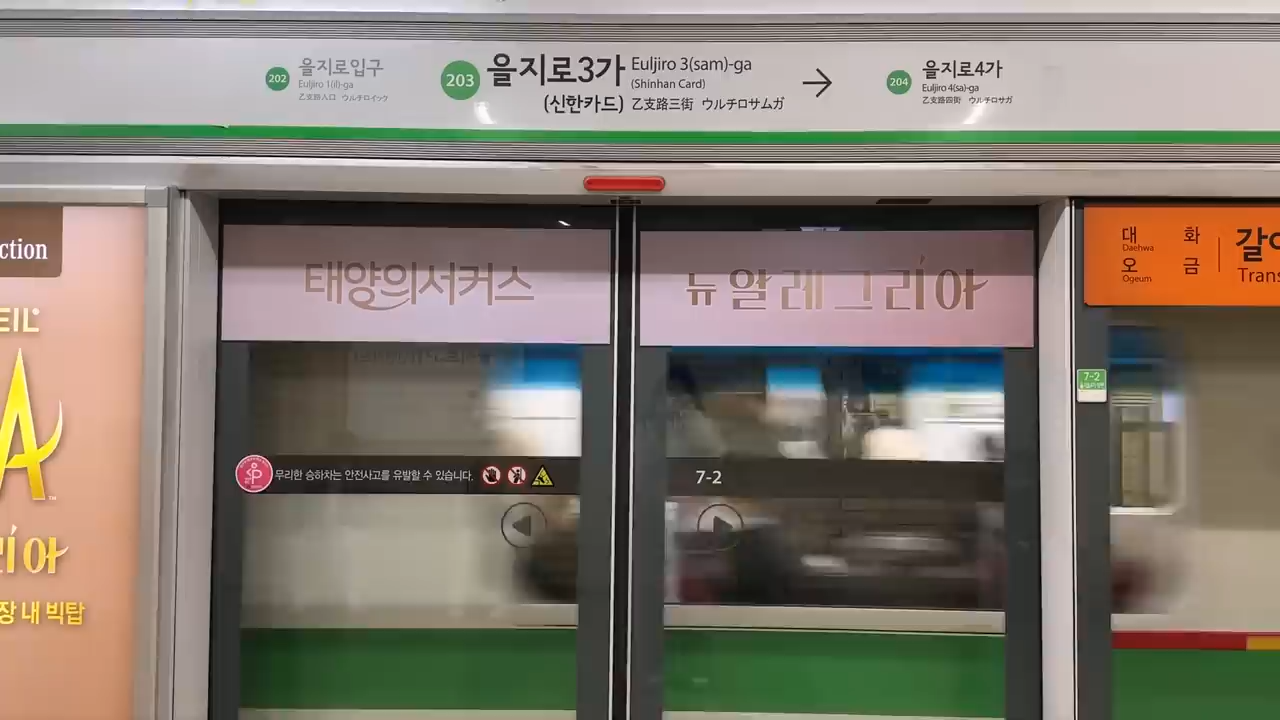 202 을지로입구
Euljiro 1(il)-ga
乙支路入口 ウルチロイック
203 을지로3가 Euljiro 3(sam)-ga
(Shinhan Card)
(신한카드) 乙支路三街 ウルチロサムガ
204 을지로4가
Euljiro 4(sa)-ga
乙支路四街 ウルチロサガ
ction
EIL
A
리아
장 내 빅탑
태양의서커스
뉴 알레그리아
대 화
Daehwa
오 금
Ogeum
갈아
Trans
7-2
무리한 승하차는 안전사고를 유발할 수 있습니다.
7-2